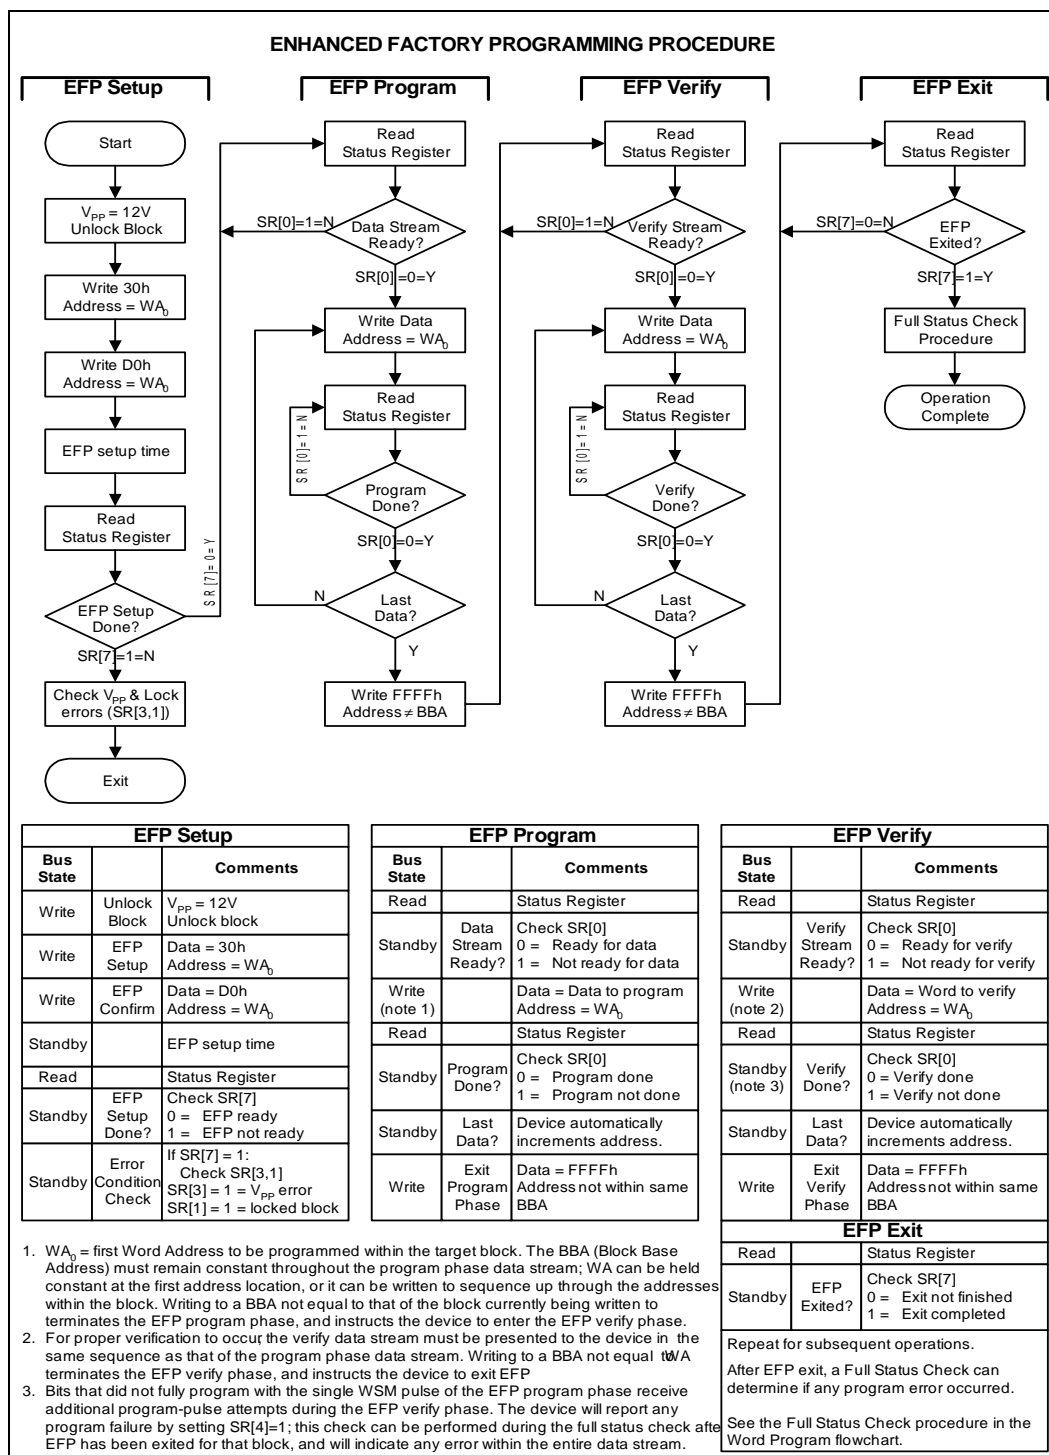 ENHANCED FACTORY PROGRAMMING PROCEDURE
EFP Setup
Start
V_PP = 12V
Unlock Block
Write 30h
Address = WA_0
Write D0h
Address = WA_0
EFP setup time
Read
Status Register
EFP Setup
Done?
SR[7]=0=Y
SR[7]=1=N
Check V_PP & Lock
errors (SR[3,1])
Exit
EFP Program
Read
Status Register
SR[0]=1=N
Data Stream
Ready?
SR[0]=0=Y
Write Data
Address = WA_0
Read
Status Register
SR[0]=1=N
Program
Done?
SR[0]=0=Y
N
Last
Data?
Y
Write FFFFh
Address ≠ BBA
EFP Verify
Read
Status Register
SR[0]=1=N
Verify Stream
Ready?
SR[0]=0=Y
Write Data
Address = WA_0
Read
Status Register
SR[0]=1=N
Verify
Done?
SR[0]=0=Y
N
Last
Data?
Y
Write FFFFh
Address ≠ BBA
EFP Exit
Read
Status Register
SR[7]=0=N
EFP
Exited?
SR[7]=1=Y
Full Status Check
Procedure
Operation
Complete
EFP Setup
Bus
State
Comments
Write
Unlock
Block
V_PP = 12V
Unlock block
Write
EFP
Setup
Data = 30h
Address = WA_0
Write
EFP
Confirm
Data = D0h
Address = WA_0
Standby
EFP setup time
Read
Status Register
Standby
EFP
Setup
Done?
Check SR[7]
0 = EFP ready
1 = EFP not ready
Standby
Error
Condition
Check
If SR[7] = 1:
Check SR[3,1]
SR[3] = 1 = V_PP error
SR[1] = 1 = locked block
EFP Program
Bus
State
Comments
Read
Status Register
Standby
Data
Stream
Ready?
Check SR[0]
0 = Ready for data
1 = Not ready for data
Write
(note 1)
Data = Data to program
Address = WA_0
Read
Status Register
Standby
Program
Done?
Check SR[0]
0 = Program done
1 = Program not done
Standby
Last
Data?
Device automatically
increments address.
Write
Exit
Program
Phase
Data = FFFFh
Address not within same
BBA
EFP Verify
Bus
State
Comments
Read
Status Register
Standby
Verify
Stream
Ready?
Check SR[0]
0 = Ready for verify
1 = Not ready for verify
Write
(note 2)
Data = Word to verify
Address = WA_0
Read
Status Register
Standby
(note 3)
Verify
Done?
Check SR[0]
0 = Verify done
1 = Verify not done
Standby
Last
Data?
Device automatically
increments address.
Write
Exit
Verify
Phase
Data = FFFFh
Address not within same
BBA
EFP Exit
Read
Status Register
Standby
EFP
Exited?
Check SR[7]
0 = Exit not finished
1 = Exit completed
Repeat for subsequent operations.
After EFP exit, a Full Status Check can
determine if any program error occurred.
See the Full Status Check procedure in the
Word Program flowchart.
1. WA_0 = first Word Address to be programmed within the target block. The BBA (Block Base
Address) must remain constant throughout the program phase data stream; WA can be held
constant at the first address location, or it can be written to sequence up through the addresses
within the block. Writing to a BBA not equal to that of the block currently being written to
terminates the EFP program phase, and instructs the device to enter the EFP verify phase.
2. For proper verification to occur, the verify data stream must be presented to the device in the
same sequence as that of the program phase data stream. Writing to a BBA not equal to WA
terminates the EFP verify phase, and instructs the device to exit EFP
3. Bits that did not fully program with the single WSM pulse of the EFP program phase receive
additional program-pulse attempts during the EFP verify phase. The device will report any
program failure by setting SR[4]=1; this check can be performed during the full status check afte
EFP has been exited for that block, and will indicate any error within the entire data stream.